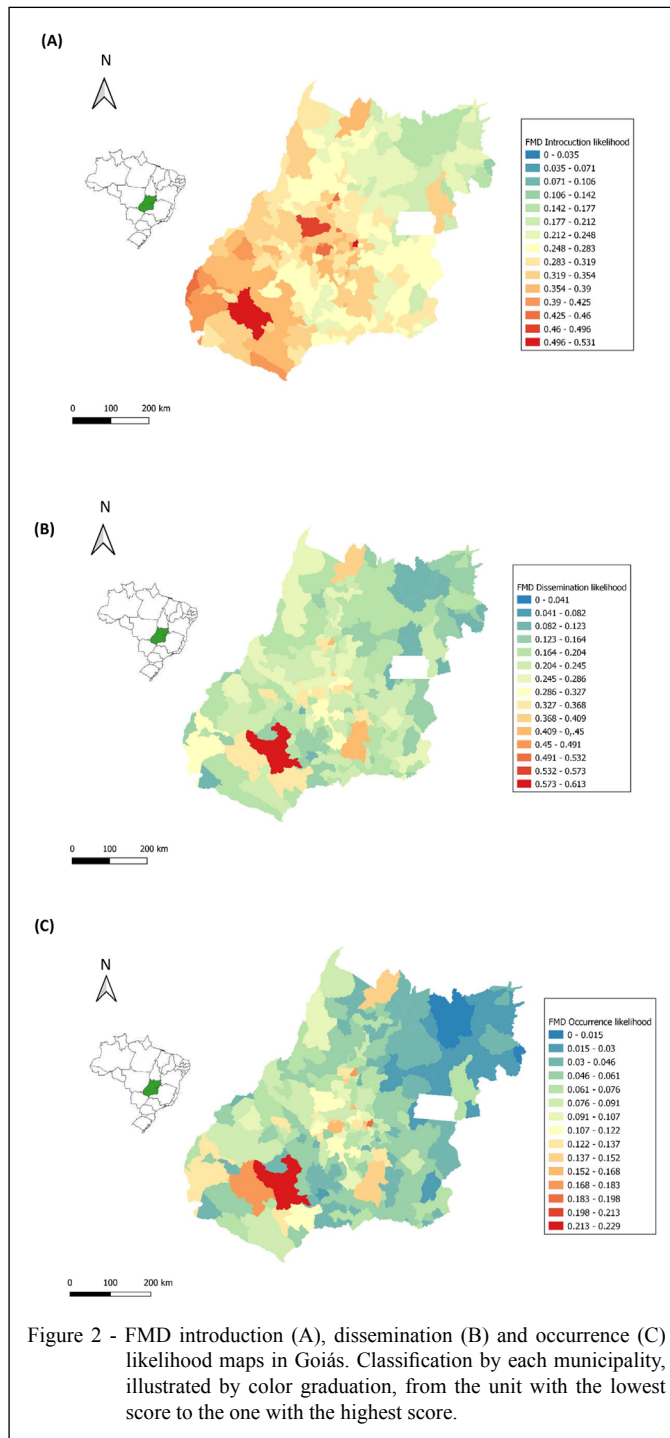 (A)
N
FMD Introcuction likelihood
0 - 0.035
0.035 - 0.071
0.071 - 0.106
0.106 - 0.142
0.142 - 0.177
0.177 - 0.212
0.212 - 0.248
0.248 - 0.283
0.283 - 0.319
0.319 - 0.354
0.354 - 0.39
0.39 - 0.425
0.425 - 0.46
0.46 - 0.496
0.496 - 0.531
0 100 200 km
(B)
N
FMD Dissemination likelihood
0 - 0.041
0.041 - 0.082
0.082 - 0.123
0.123 - 0.164
0.164 - 0.204
0.204 - 0.245
0.245 - 0.286
0.286 - 0.327
0.327 - 0.368
0.368 - 0.409
0.409 - 0,.45
0.45 - 0.491
0.491 - 0.532
0.532 - 0.573
0.573 - 0.613
0 100 200 km
(C)
N
FMD Occurrence likelihood
0 - 0.015
0.015 - 0.03
0.03 - 0.046
0.046 - 0.061
0.061 - 0.076
0.076 - 0.091
0.091 - 0.107
0.107 - 0.122
0.122 - 0.137
0.137 - 0.152
0.152 - 0.168
0.168 - 0.183
0.183 - 0.198
0.198 - 0.213
0.213 - 0.229
0 100 200 km
Figure 2 - FMD introduction (A), dissemination (B) and occurrence (C)
likelihood maps in Goiás. Classification by each municipality,
illustrated by color graduation, from the unit with the lowest
score to the one with the highest score.